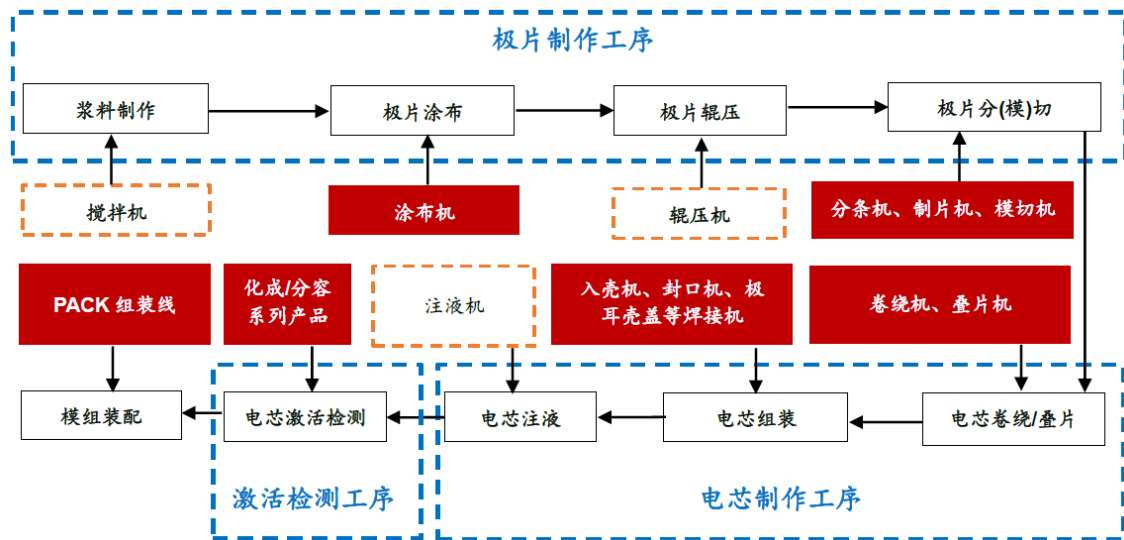 极片制作工序
浆料制作
极片涂布
极片辊压
极片分(模)切
搅拌机
涂布机
辊压机
分条机、制片机、模切机
PACK 组装线
化成/分容
系列产品
注液机
入壳机、封口机、极
耳壳盖等焊接机
卷绕机、叠片机
模组装配
电芯激活检测
电芯注液
电芯组装
电芯卷绕/叠片
激活检测工序
电芯制作工序